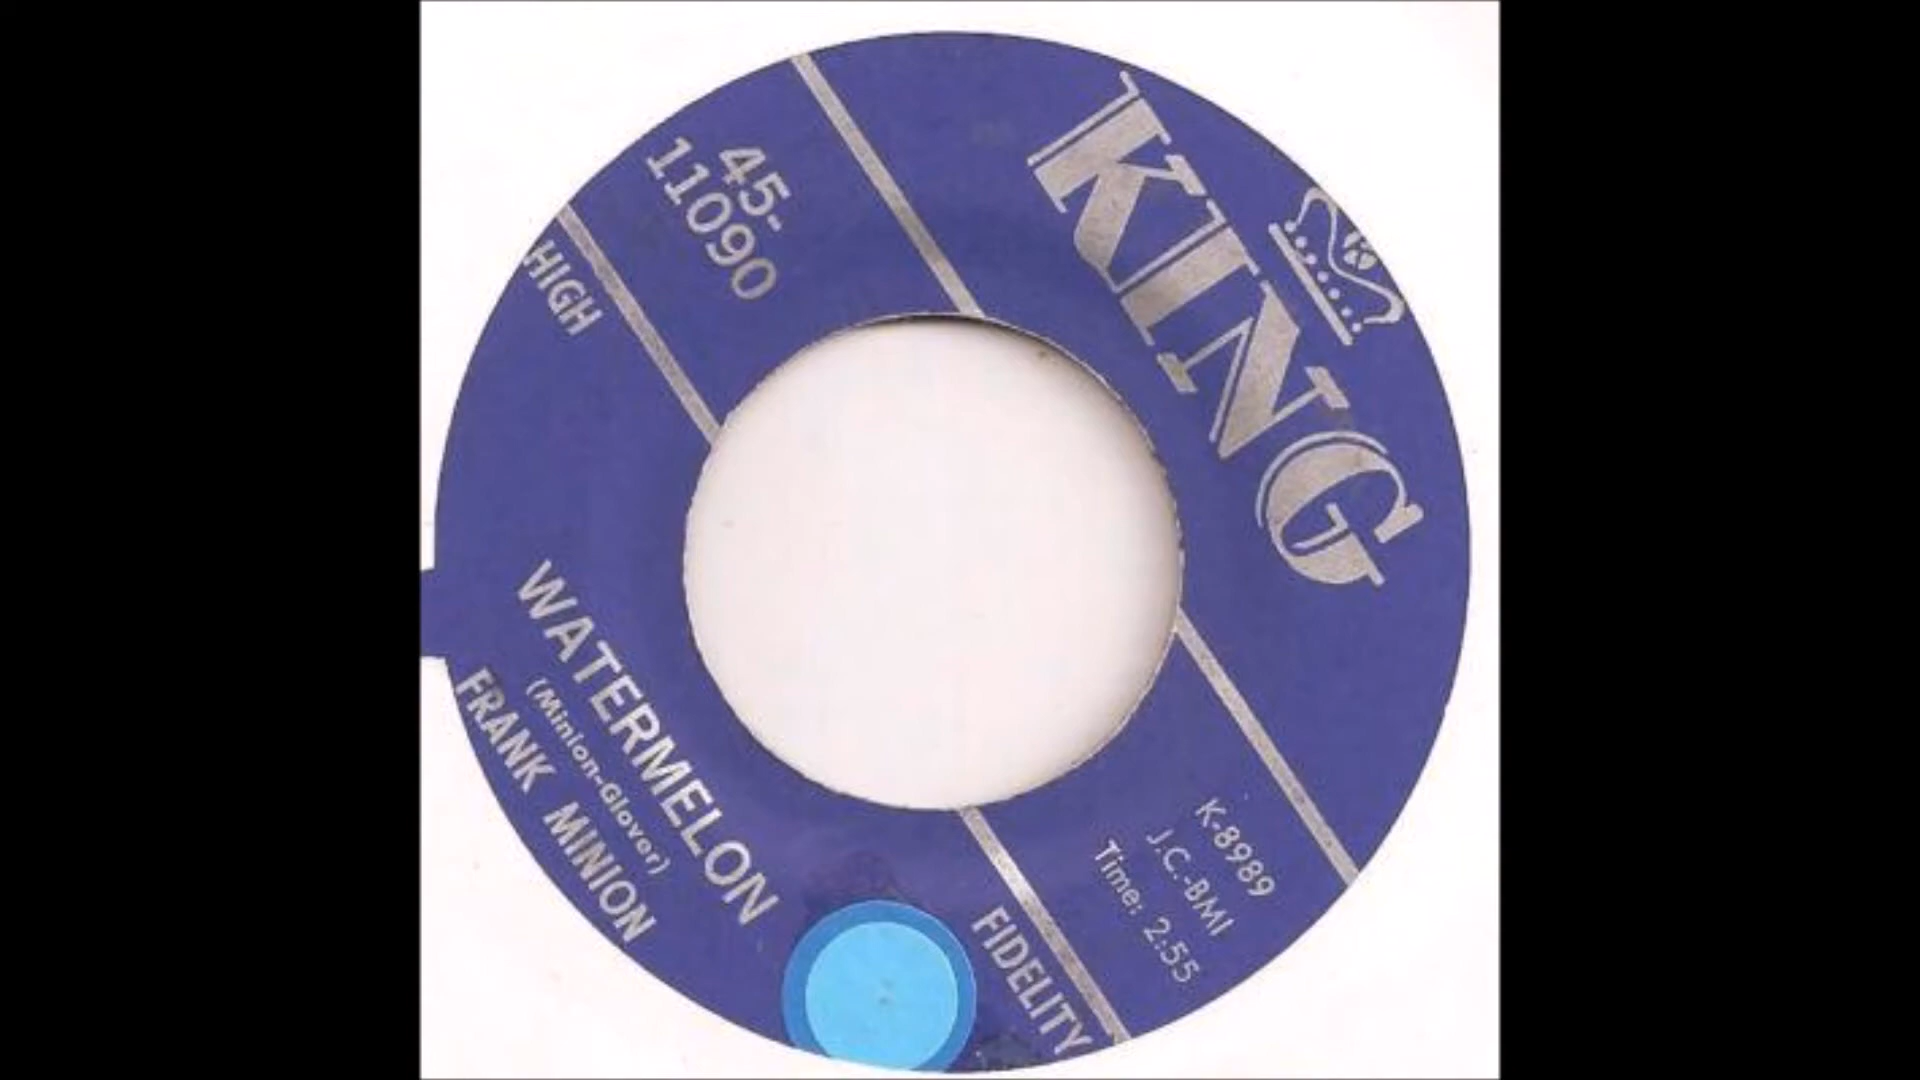 KING
45-
11090
K-8989
J.C.-BMI
Time: 2:55
HIGH
FIDELITY
WATERMELON
(Minion-Glover)
FRANK MINION